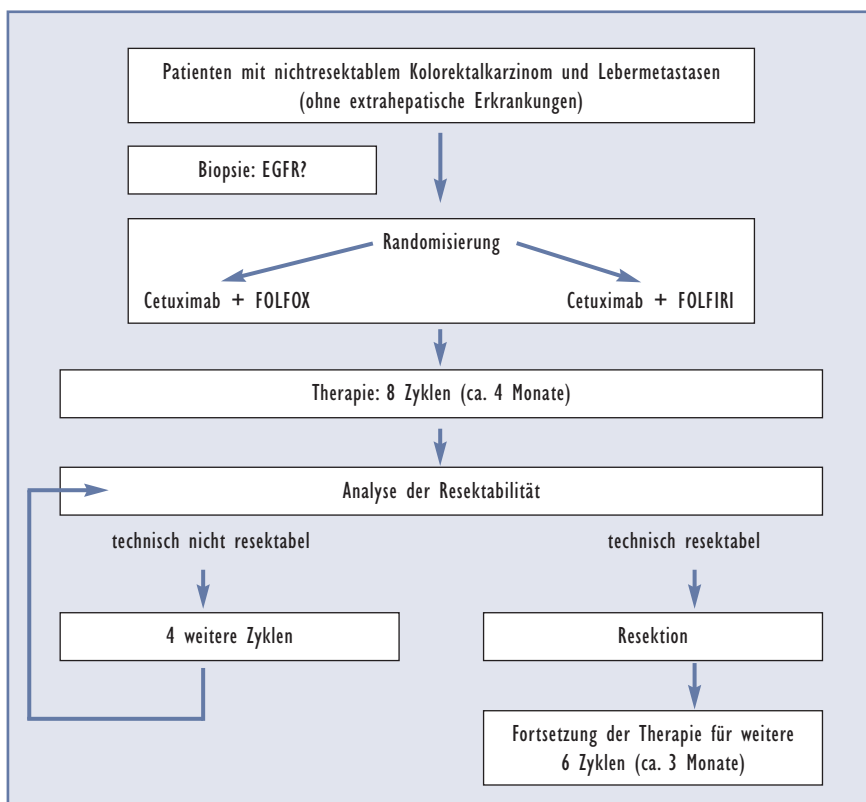 Patienten mit nichtresektablem Kolorektalkarzinom und Lebermetastasen
(ohne extrahepatische Erkrankungen)
Biopsie: EGFR?
Randomisierung
Cetuximab + FOLFOX
Cetuximab + FOLFIRI
Therapie: 8 Zyklen (ca. 4 Monate)
Analyse der Resektabilität
technisch nicht resektabel
technisch resektabel
4 weitere Zyklen
Resektion
Fortsetzung der Therapie für weitere
6 Zyklen (ca. 3 Monate)